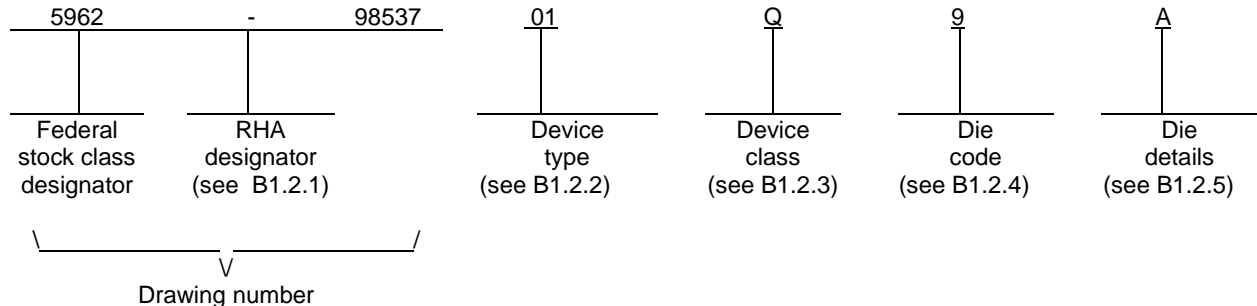 5962 - 98537 01 Q 9 A
Federal stock class designator
RHA designator (see B1.2.1)
Device type (see B1.2.2)
Device class (see B1.2.3)
Die code (see B1.2.4)
Die details (see B1.2.5)
Drawing number